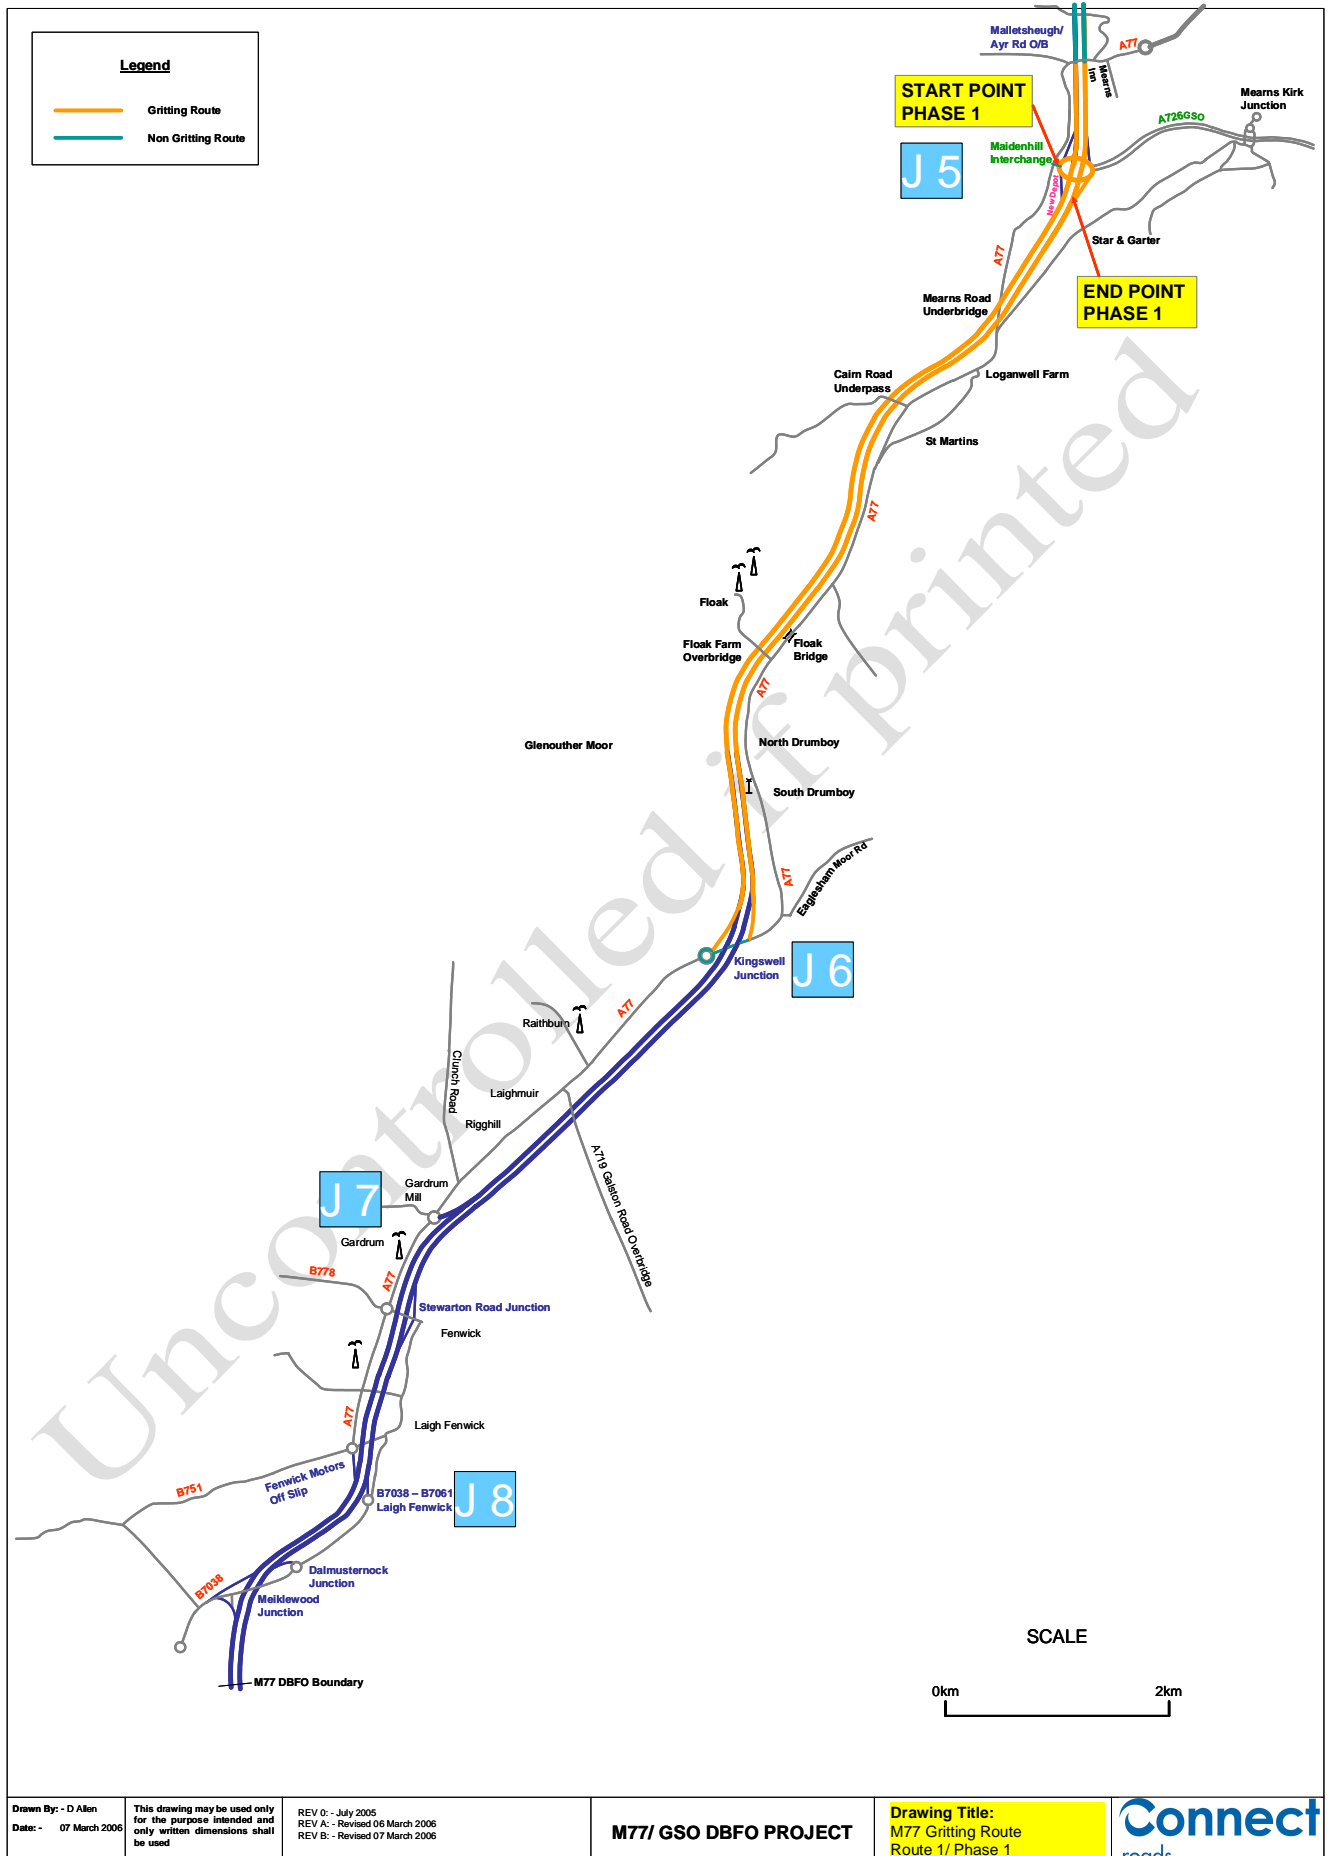 Legend
Gritting Route
Non Gritting Route
Malletsheugh/
Ayr Rd O/B
A77
Mearns
Inn
START POINT
PHASE 1
Mearns Kirk
Junction
A726GSO
Maidenhill
Interchange
J 5
New Depot
Star & Garter
A77
END POINT
PHASE 1
Mearns Road
Underbridge
Cairn Road
Underpass
Loganwell Farm
St Martins
A77
Floak
Floak Farm
Overbridge
Floak
Bridge
A77
Glenouther Moor
North Drumboy
South Drumboy
A77
Eaglesham Moor Rd
Kingswell
Junction
J 6
A77
Raithburn
Clunch Road
Laighmuir
Rigghill
A719 Galston Road Overbridge
J 7
Gardrum
Mill
Gardrum
B778
A77
Stewarton Road Junction
Fenwick
A77
Laigh Fenwick
B751
Fenwick Motors
Off Slip
B7038 – B7061
Laigh Fenwick
J 8
Dalmusternock
Junction
B7038
Meiklewood
Junction
M77 DBFO Boundary
SCALE
0km
2km
Uncontrolled if printed
Drawn By: - D Allen
Date: - 07 March 2006
This drawing may be used only
for the purpose intended and
only written dimensions shall
be used
REV 0: - July 2005
REV A: - Revised 06 March 2006
REV B: - Revised 07 March 2006
M77/ GSO DBFO PROJECT
Drawing Title:
M77 Gritting Route
Route 1/ Phase 1
Connect
roads